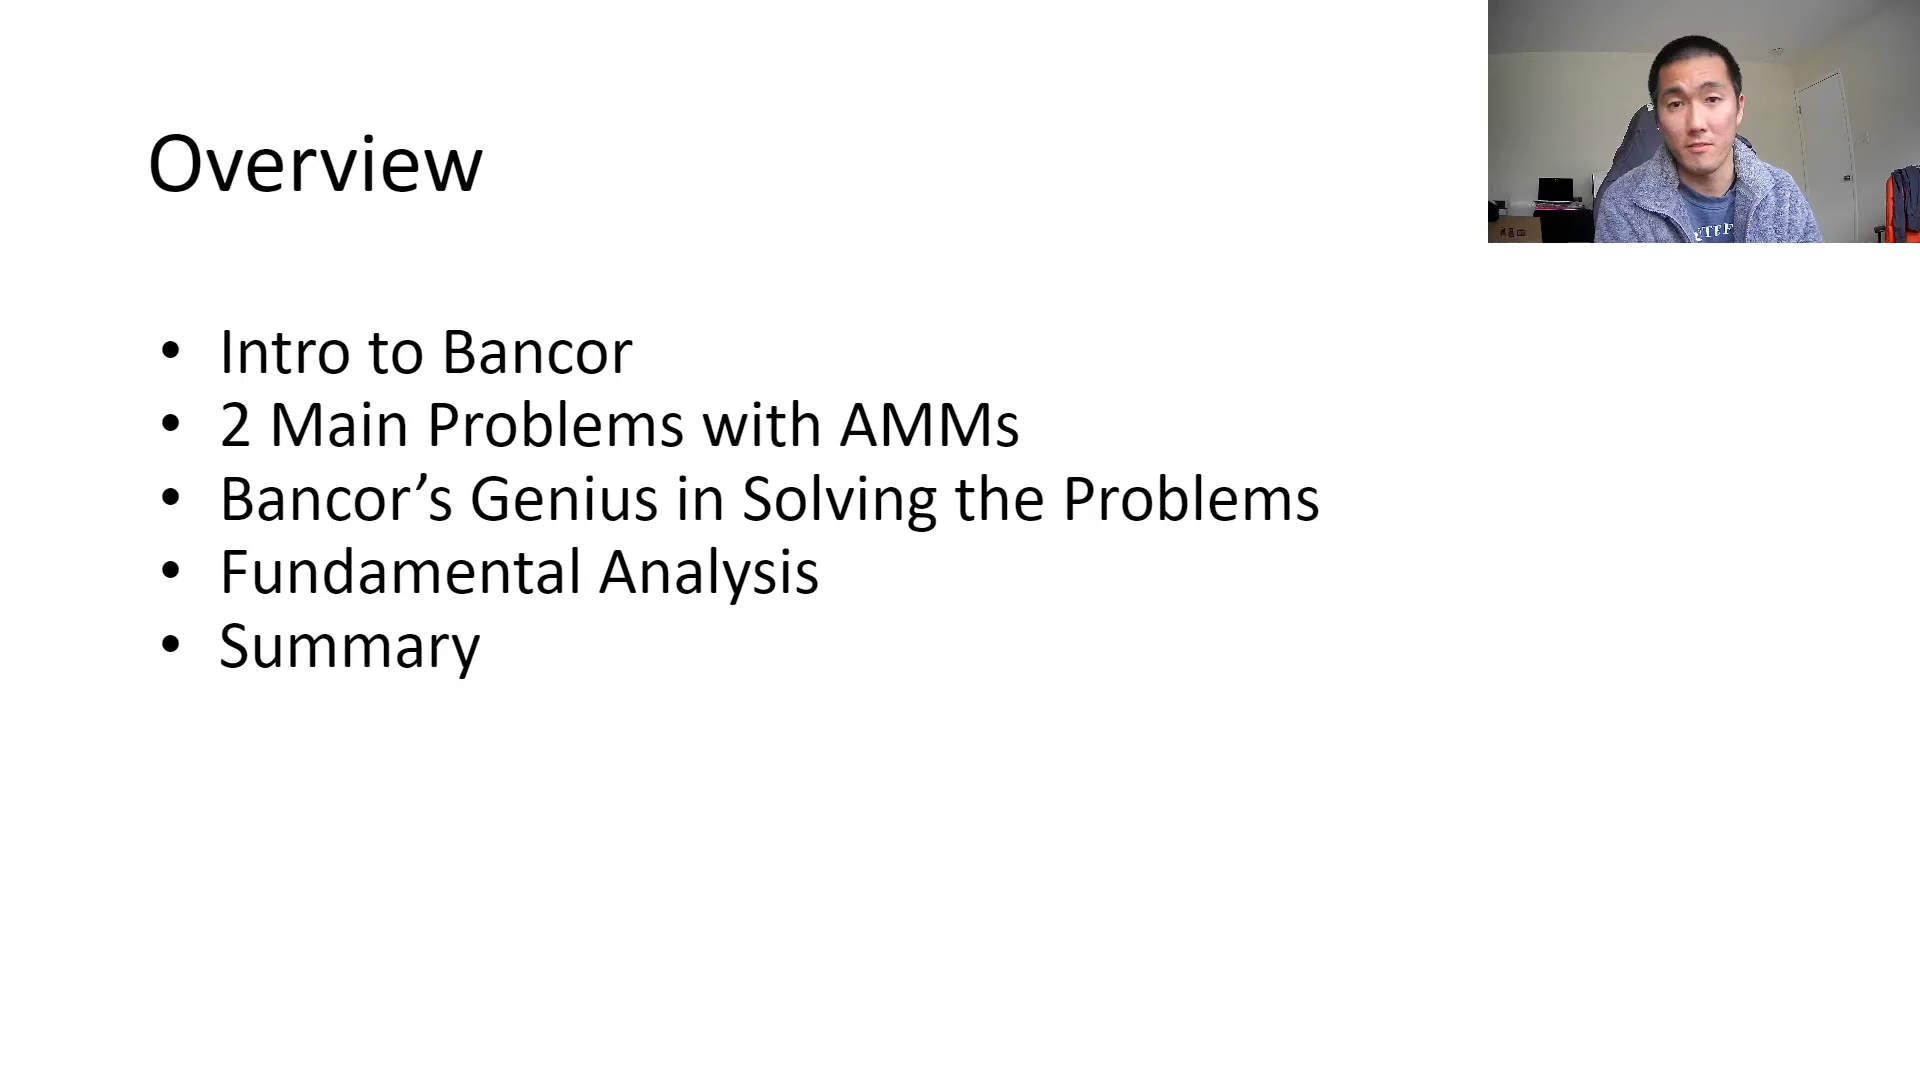 Overview
• Intro to Bancor
• 2 Main Problems with AMMs
• Bancor’s Genius in Solving the Problems
• Fundamental Analysis
• Summary